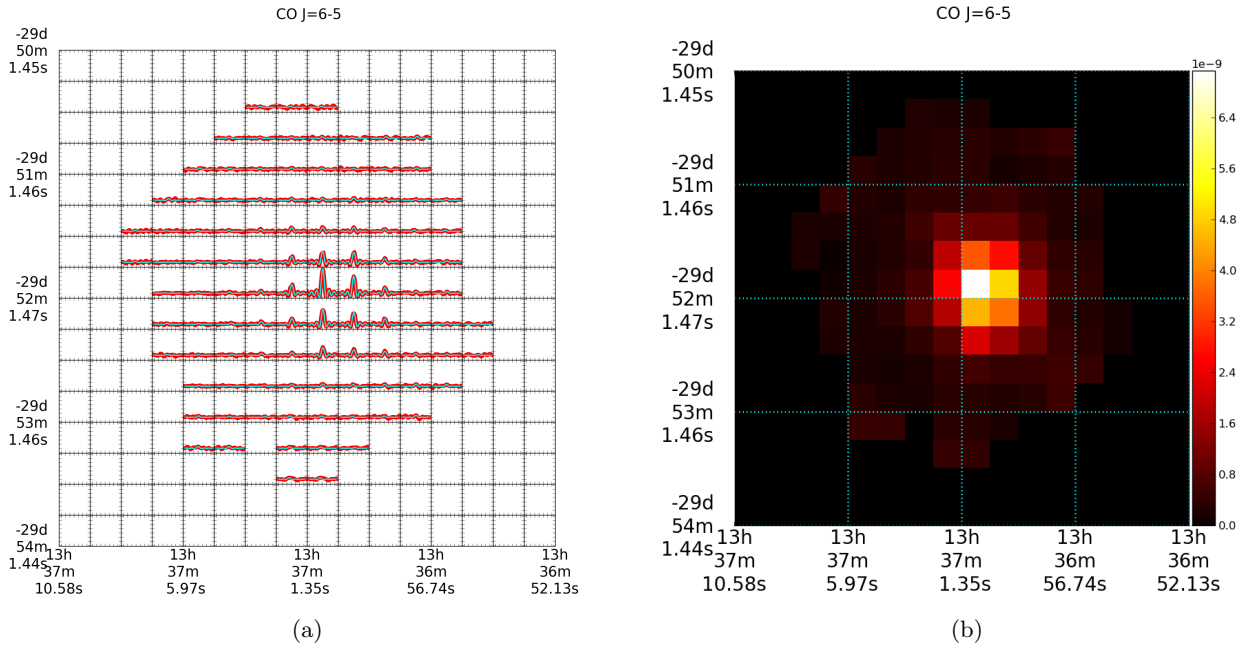 CO J=6-5
-29d
50m
1.45s
-29d
51m
1.46s
-29d
52m
1.47s
-29d
53m
1.46s
-29d
54m
1.44s
13h 13h 13h 13h 13h
37m 37m 37m 36m 36m
10.58s 5.97s 1.35s 56.74s 52.13s
(a)
CO J=6-5
1e−9
-29d
50m
1.45s
-29d
51m
1.46s
-29d
52m
1.47s
-29d
53m
1.46s
-29d
54m
1.44s
13h 13h 13h 13h 13h
37m 37m 37m 36m 36m
10.58s 5.97s 1.35s 56.74s 52.13s
6.4
5.6
4.8
4.0
3.2
2.4
1.6
0.8
0.0
(b)